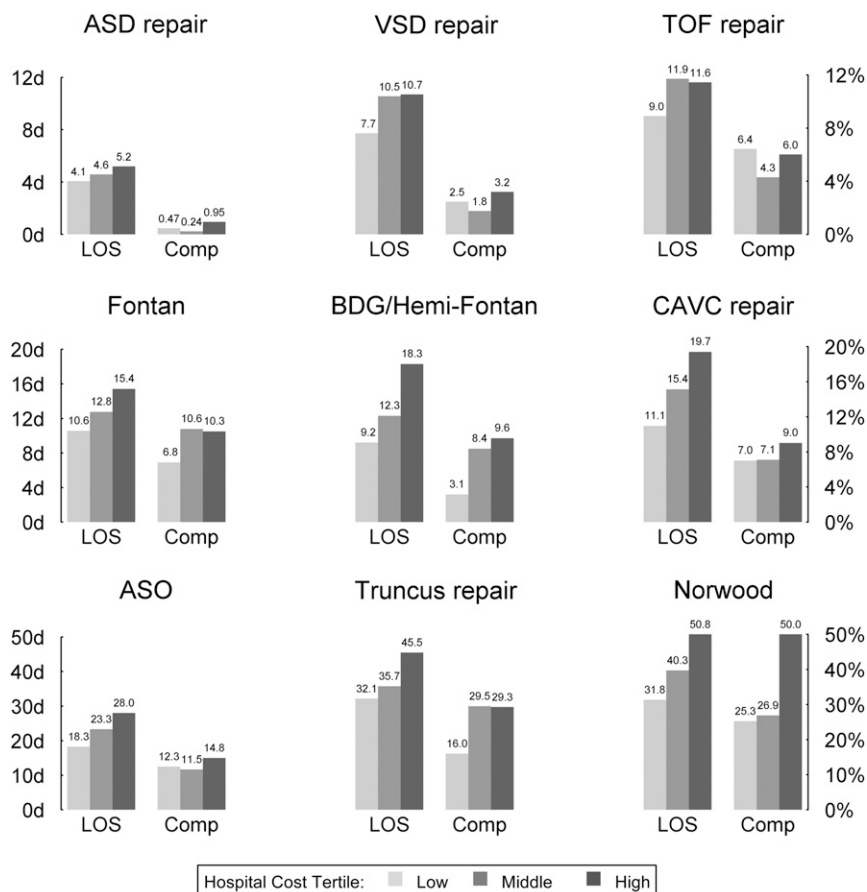 ASD repair VSD repair TOF repair
12d 12%
11.9 11.6
10.5 10.7
9.0
8d 7.7 8%
6.4 6.0
4.1 4.6 5.2 4.3
4d 2.5 1.8 3.2 4%
0.47 0.24 0.95
0d 0%
LOS Comp LOS Comp LOS Comp
Fontan BDG/Hemi-Fontan CAVC repair
20d 20%
19.7
18.3
16d 15.4 15.4 16%
12.8 12.3
12d 10.6 10.6 10.3 11.1 12%
9.2 8.4 9.6 9.0
8d 6.8 7.0 7.1 8%
4d 3.1 4%
0d 0%
LOS Comp LOS Comp LOS Comp
ASO Truncus repair Norwood
50d 50.8 50.0 50%
45.5
40d 40.3 40%
35.7
32.1 31.8
30d 28.0 29.5 29.3 30%
23.3 25.3 26.9
20d 18.3 20%
12.3 11.5 14.8 16.0
10d 10%
0d 0%
LOS Comp LOS Comp LOS Comp
Hospital Cost Tertile: Low Middle High